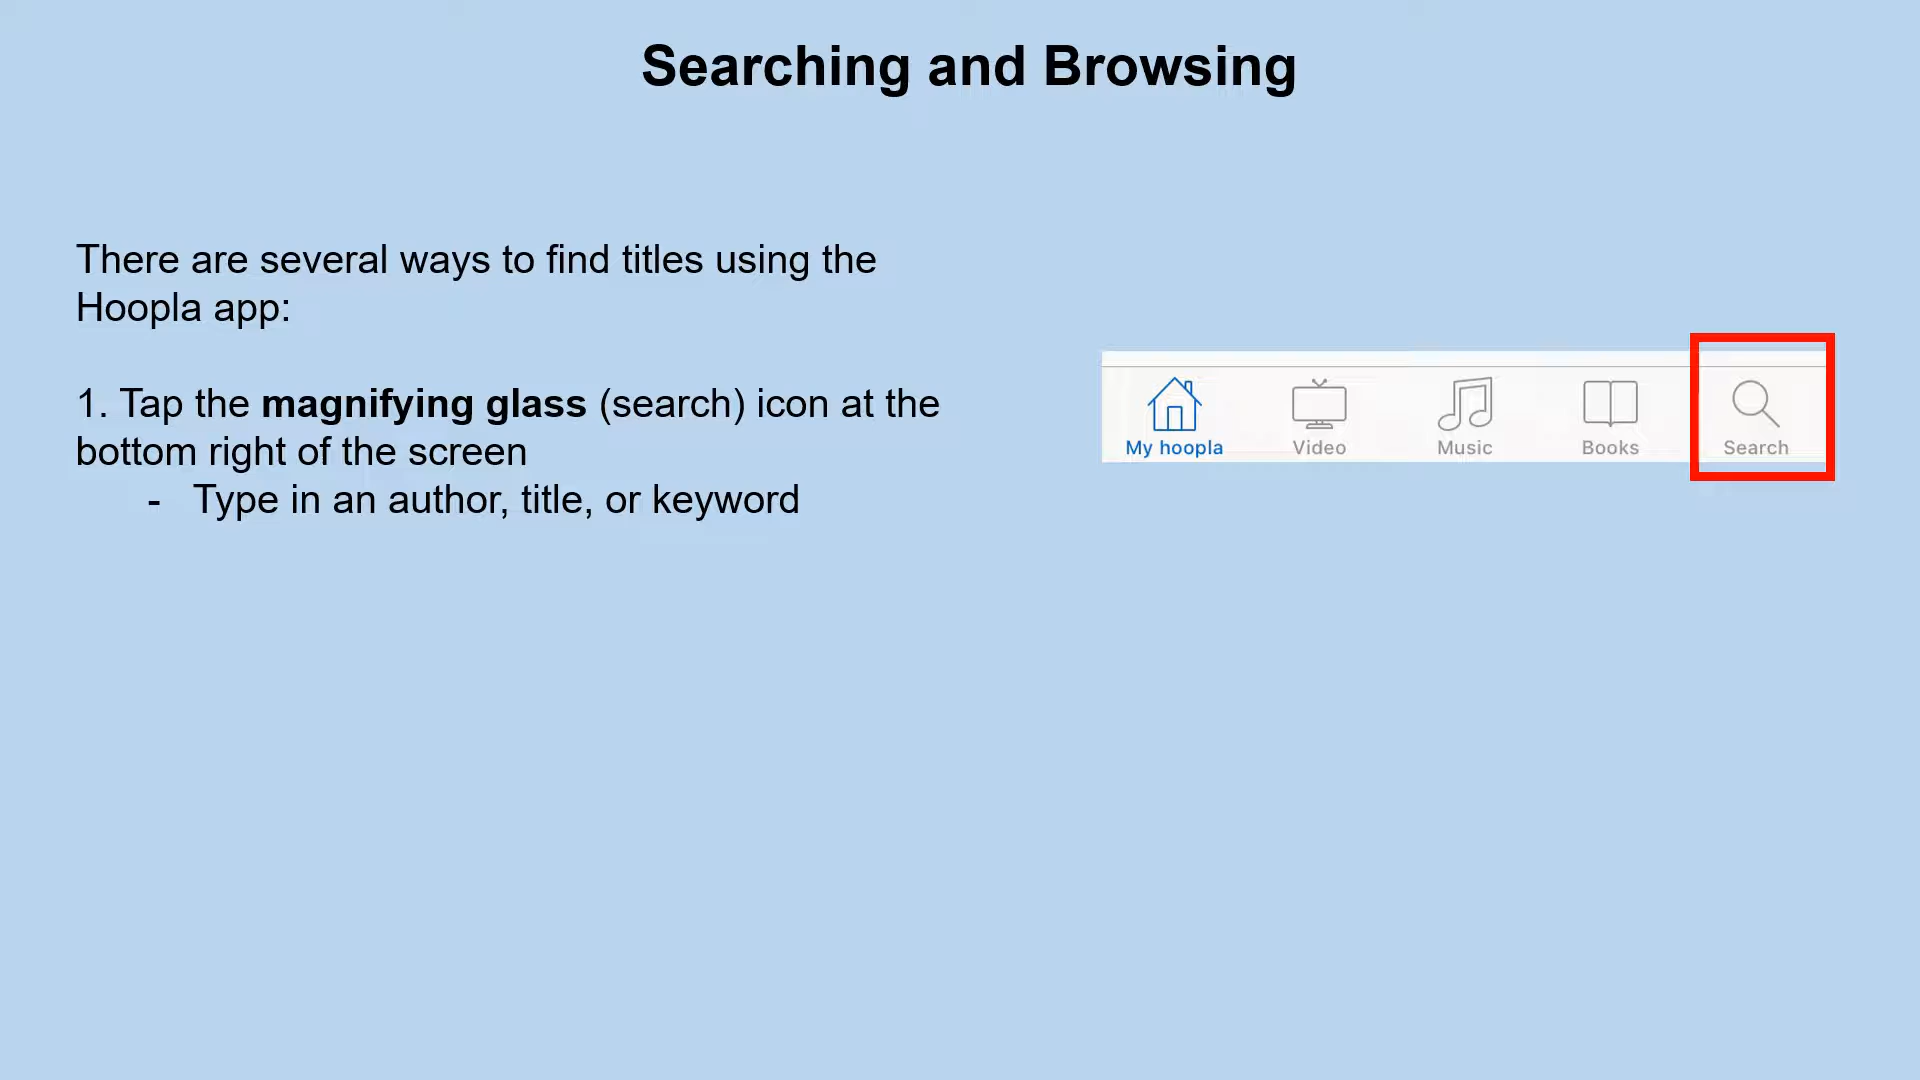 Searching and Browsing
There are several ways to find titles using the
Hoopla app:
1. Tap the magnifying glass (search) icon at the
bottom right of the screen
- Type in an author, title, or keyword
My hoopla Video Music Books Search